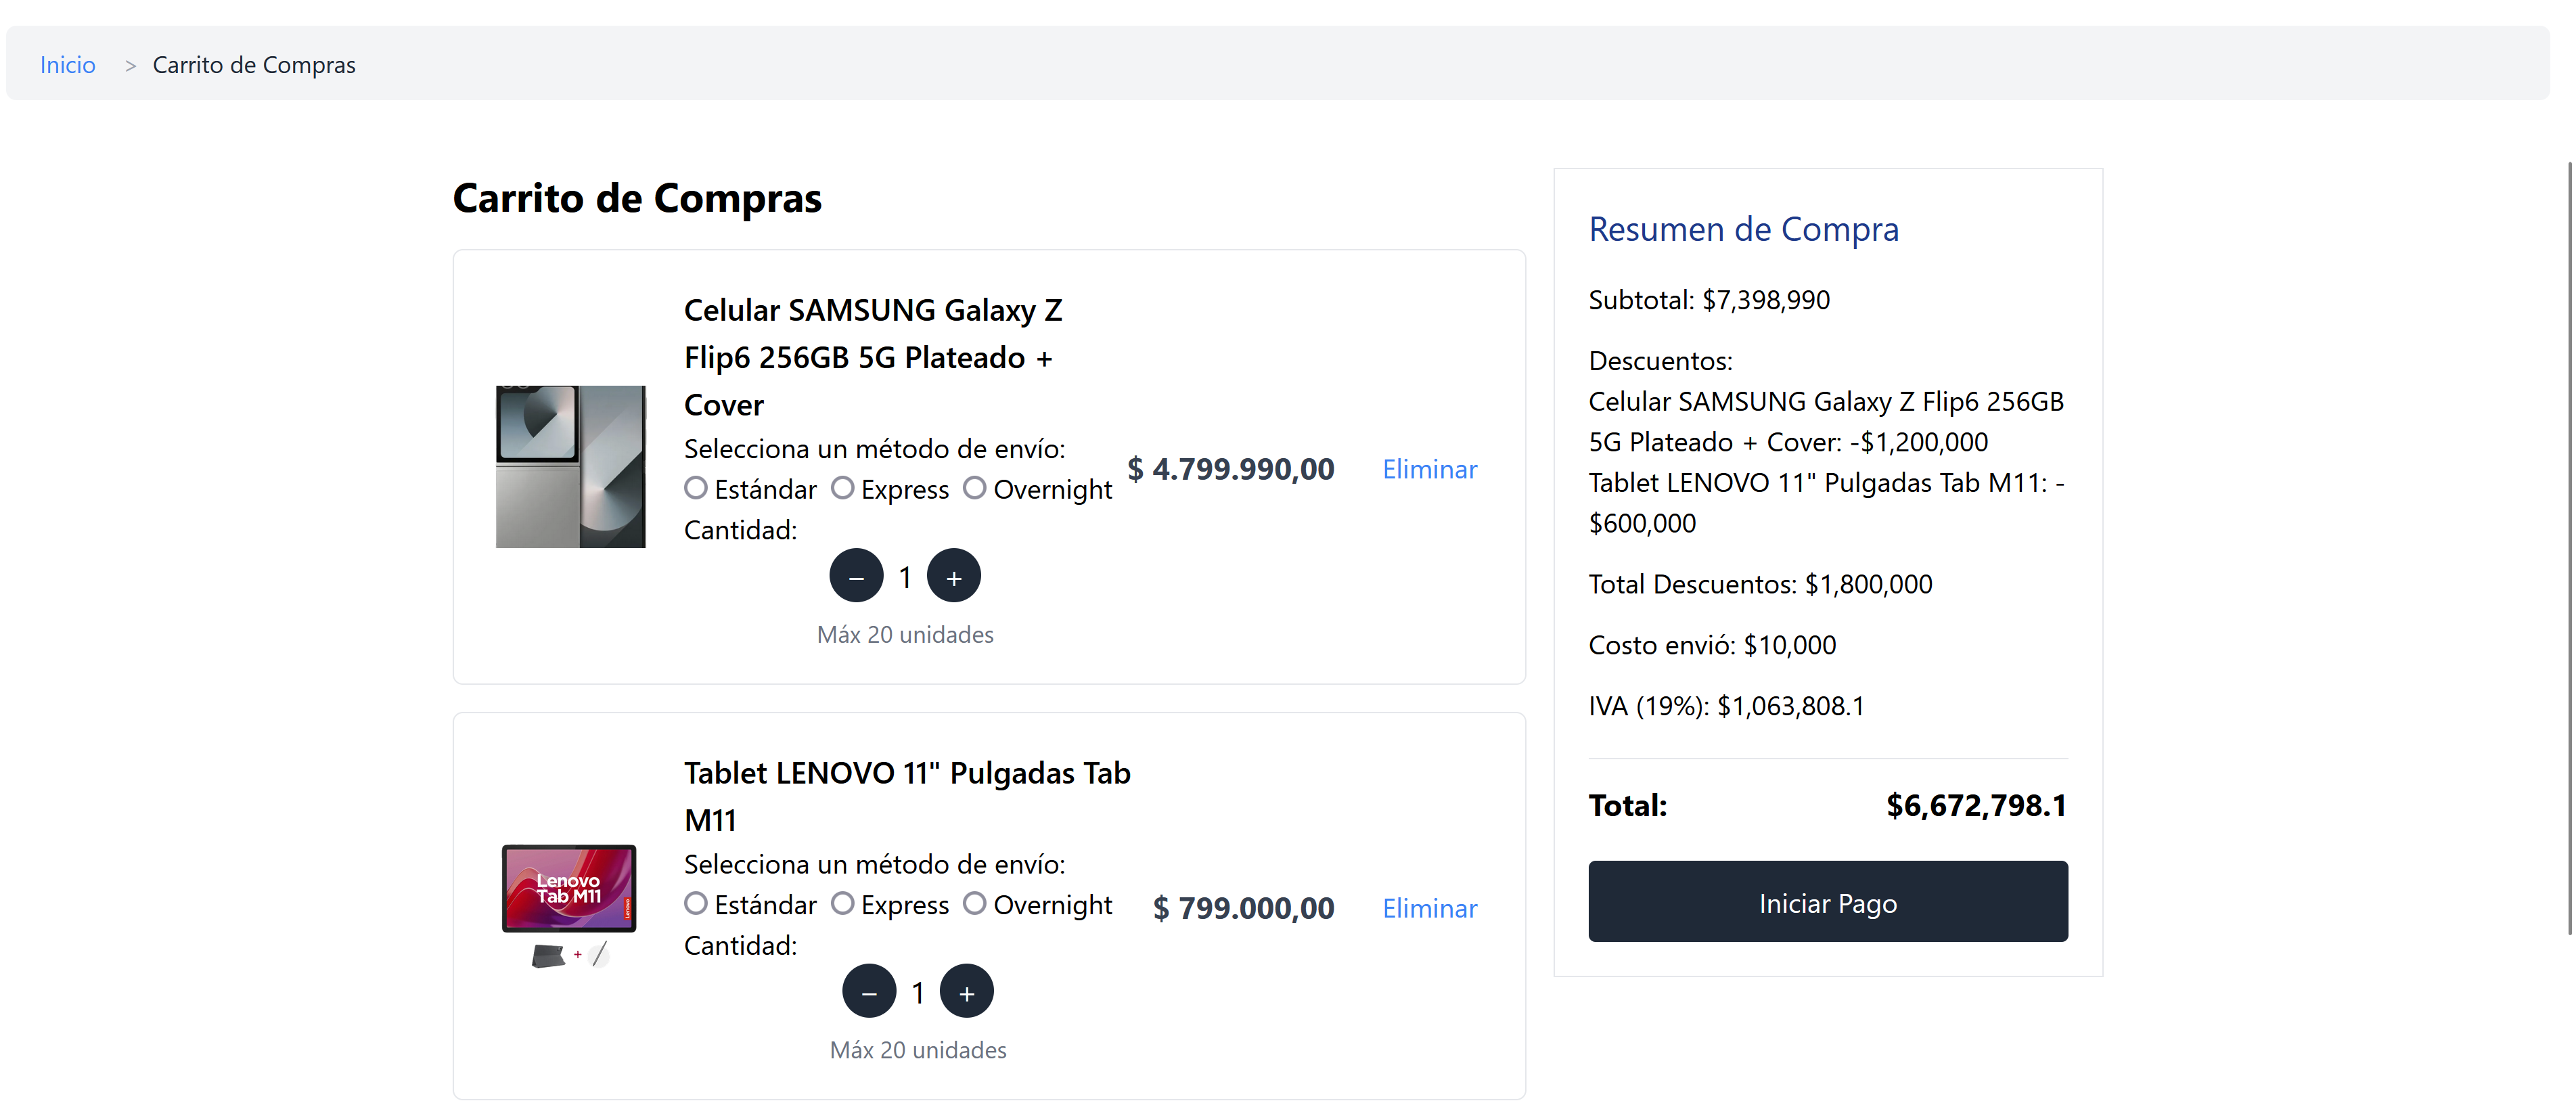 Inicio > Carrito de Compras
Carrito de Compras
Celular SAMSUNG Galaxy Z
Flip6 256GB 5G Plateado +
Cover
Selecciona un método de envío:
Estándar Express Overnight
Cantidad:
− 1 +
Máx 20 unidades
$ 4.799.990,00
Eliminar
Lenovo
Tab M11
Lenovo
+
Tablet LENOVO 11" Pulgadas Tab
M11
Selecciona un método de envío:
Estándar Express Overnight
Cantidad:
− 1 +
Máx 20 unidades
$ 799.000,00
Eliminar
Resumen de Compra
Subtotal: $7,398,990
Descuentos:
Celular SAMSUNG Galaxy Z Flip6 256GB
5G Plateado + Cover: -$1,200,000
Tablet LENOVO 11" Pulgadas Tab M11: -
$600,000
Total Descuentos: $1,800,000
Costo envió: $10,000
IVA (19%): $1,063,808.1
Total: $6,672,798.1
Iniciar Pago